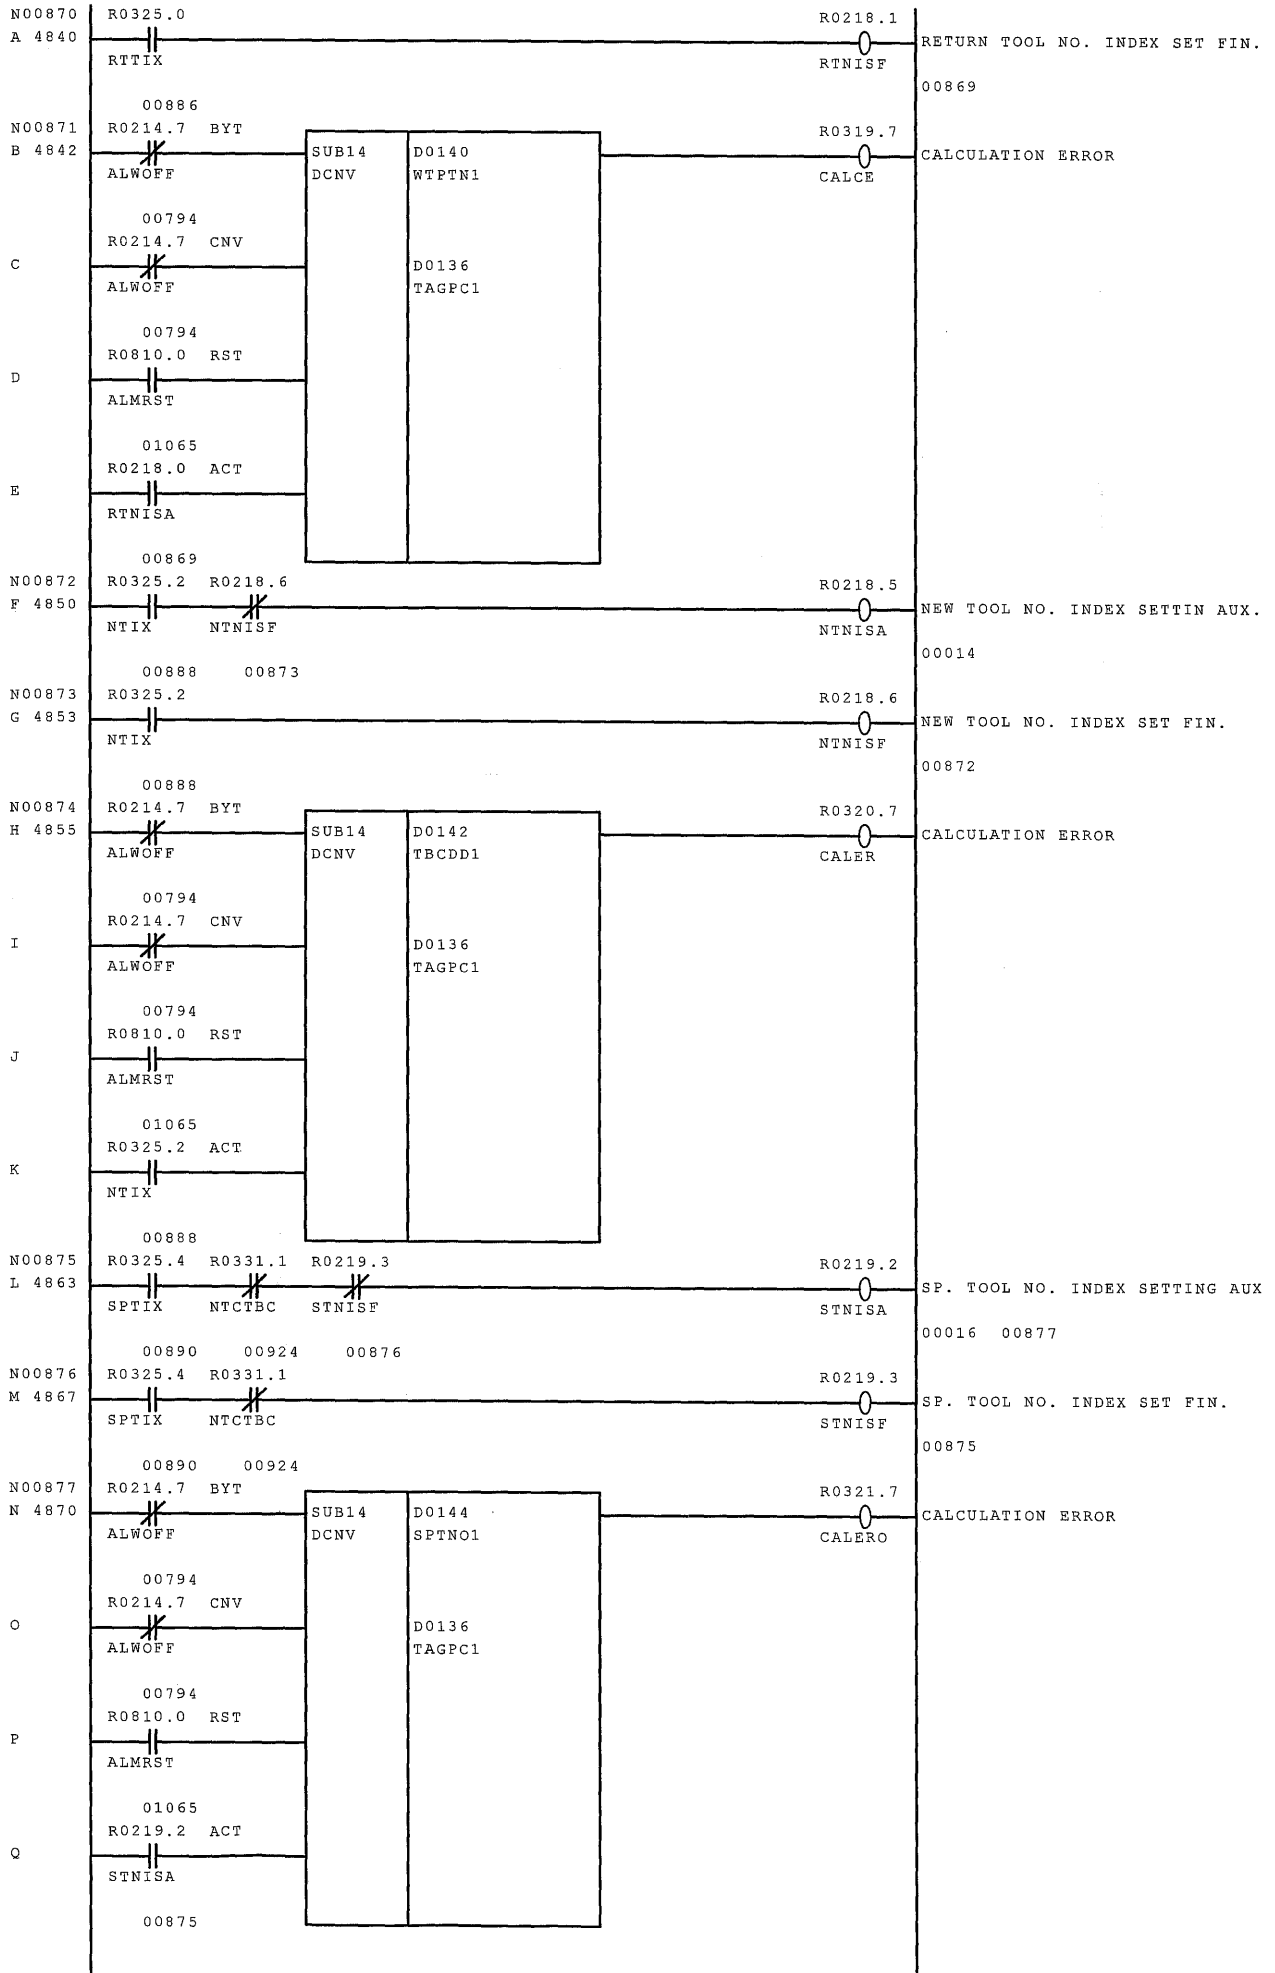 N00870 R0325.0 R0218.1
A 4840 RETURN TOOL NO. INDEX SET FIN.
RTTIX RTNISF
00869
00886
N00871 R0214.7 BYT R0319.7
B 4842 SUB14 D0140 CALCULATION ERROR
ALWOFF DCNV WTPTN1 CALCE
00794
R0214.7 CNV
C D0136
ALWOFF TAGPC1
00794
R0810.0 RST
D
ALMRST
01065
R0218.0 ACT
E
RTNISA
00869
N00872 R0325.2 R0218.6 R0218.5
F 4850 NEW TOOL NO. INDEX SETTIN AUX.
NTIX NTNISF NTNISA
00014
00888 00873
N00873 R0325.2 R0218.6
G 4853 NEW TOOL NO. INDEX SET FIN.
NTIX NTNISF
00872
00888
N00874 R0214.7 BYT R0320.7
H 4855 SUB14 D0142 CALCULATION ERROR
ALWOFF DCNV TBCDD1 CALER
00794
R0214.7 CNV
I D0136
ALWOFF TAGPC1
00794
R0810.0 RST
J
ALMRST
01065
R0325.2 ACT
K
NTIX
00888
N00875 R0325.4 R0331.1 R0219.3 R0219.2
L 4863 SP. TOOL NO. INDEX SETTING AUX
SPTIX NTCTBC STNISF STNISA
00016 00877
00890 00924 00876
N00876 R0325.4 R0331.1 R0219.3
M 4867 SP. TOOL NO. INDEX SET FIN.
SPTIX NTCTBC STNISF
00875
00890 00924
N00877 R0214.7 BYT R0321.7
N 4870 SUB14 D0144 CALCULATION ERROR
ALWOFF DCNV SPTNO1 CALERO
00794
R0214.7 CNV
O D0136
ALWOFF TAGPC1
00794
R0810.0 RST
P
ALMRST
01065
R0219.2 ACT
Q
STNISA
00875